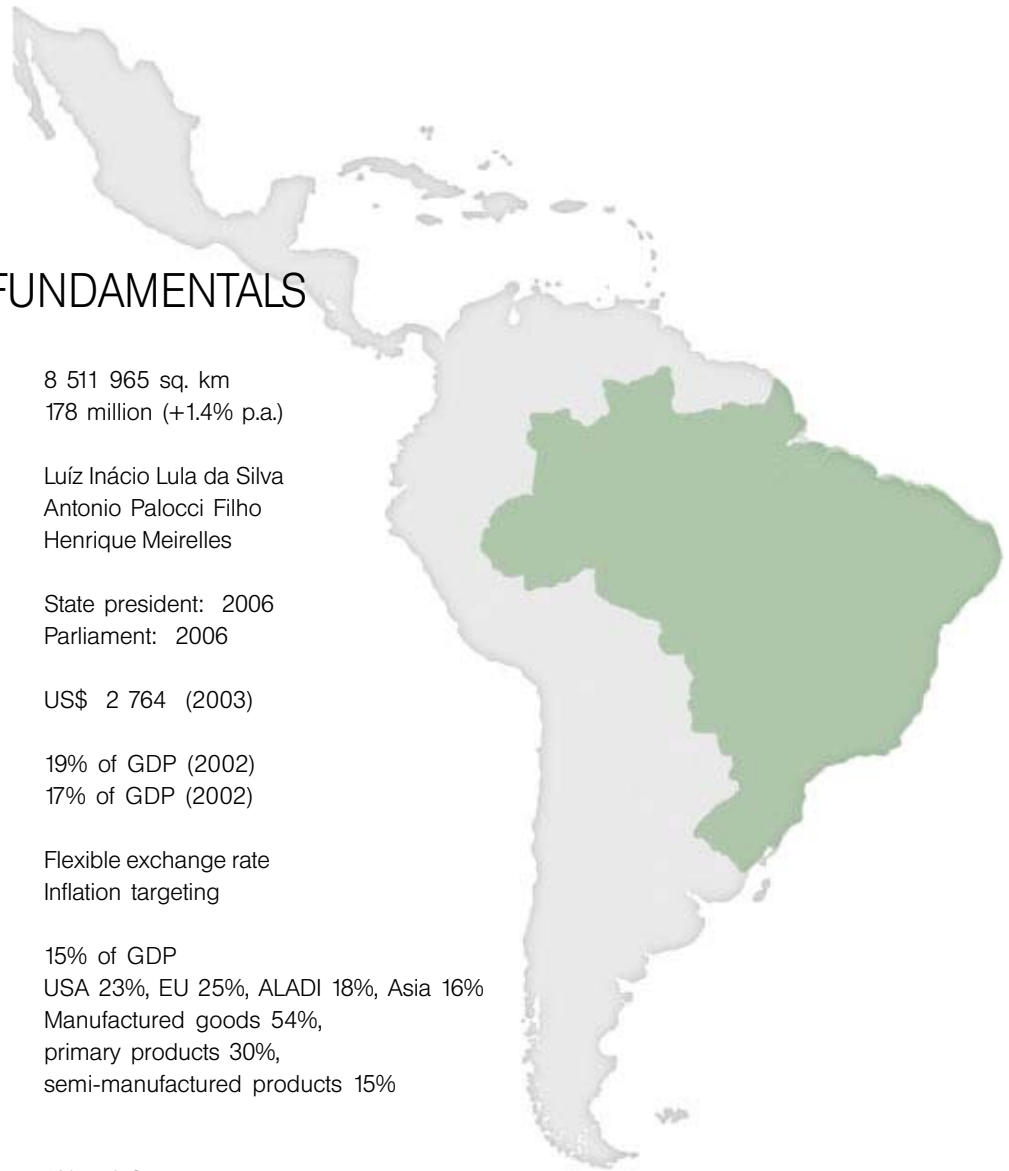 FUNDAMENTALS
8 511 965 sq. km
178 million (+1.4% p.a.)
Luíz Inácio Lula da Silva
Antonio Palocci Filho
Henrique Meirelles
State president: 2006
Parliament: 2006
US$ 2 764 (2003)
19% of GDP (2002)
17% of GDP (2002)
Flexible exchange rate
Inflation targeting
15% of GDP
USA 23%, EU 25%, ALADI 18%, Asia 16%
Manufactured goods 54%,
primary products 30%,
semi-manufactured products 15%